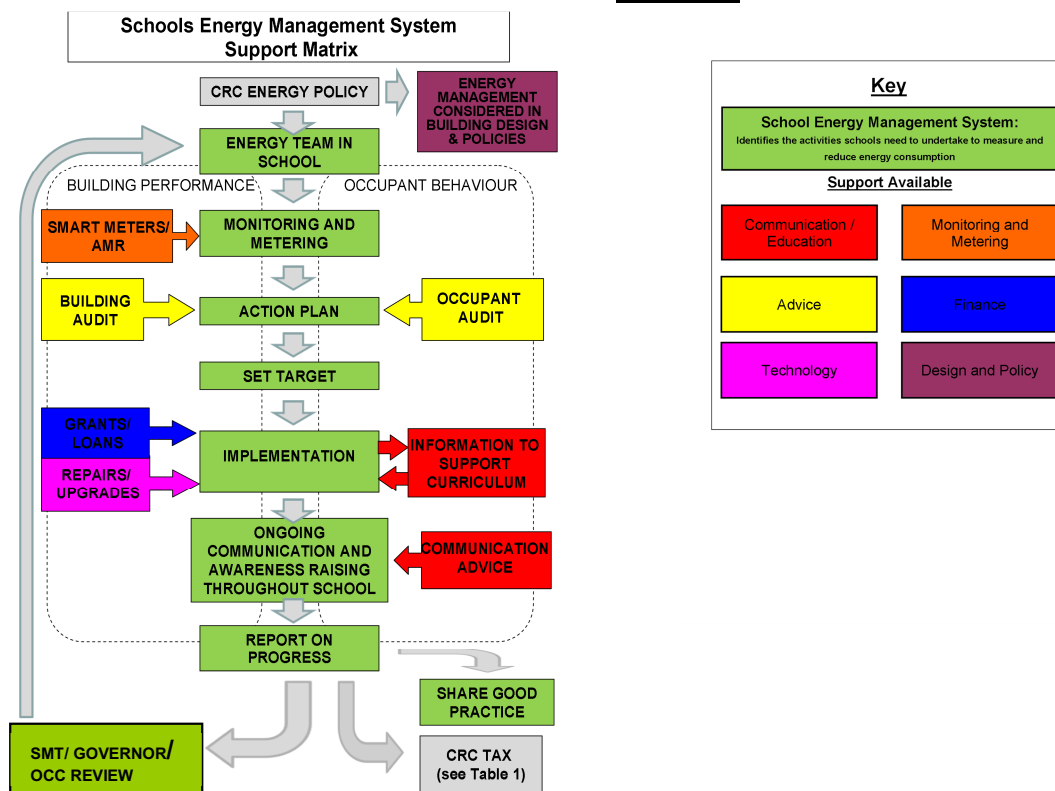 Schools Energy Management System
Support Matrix
CRC ENERGY POLICY
ENERGY
MANAGEMENT
CONSIDERED IN
BUILDING DESIGN
& POLICIES
ENERGY TEAM IN
SCHOOL
BUILDING PERFORMANCE
OCCUPANT BEHAVIOUR
SMART METERS/
AMR
MONITORING AND
METERING
BUILDING
AUDIT
ACTION PLAN
OCCUPANT
AUDIT
SET TARGET
GRANTS/
LOANS
REPAIRS/
UPGRADES
IMPLEMENTATION
INFORMATION TO
SUPPORT
CURRICULUM
ONGOING
COMMUNICATION AND
AWARENESS RAISING
THROUGHOUT SCHOOL
COMMUNICATION
ADVICE
REPORT ON
PROGRESS
SHARE GOOD
PRACTICE
SMT/ GOVERNOR/
OCC REVIEW
CRC TAX
(see Table 1)
Key
School Energy Management System:
Identifies the activities schools need to undertake to measure and
reduce energy consumption
Support Available
Communication /
Education
Monitoring and
Metering
Advice
Finance
Technology
Design and Policy